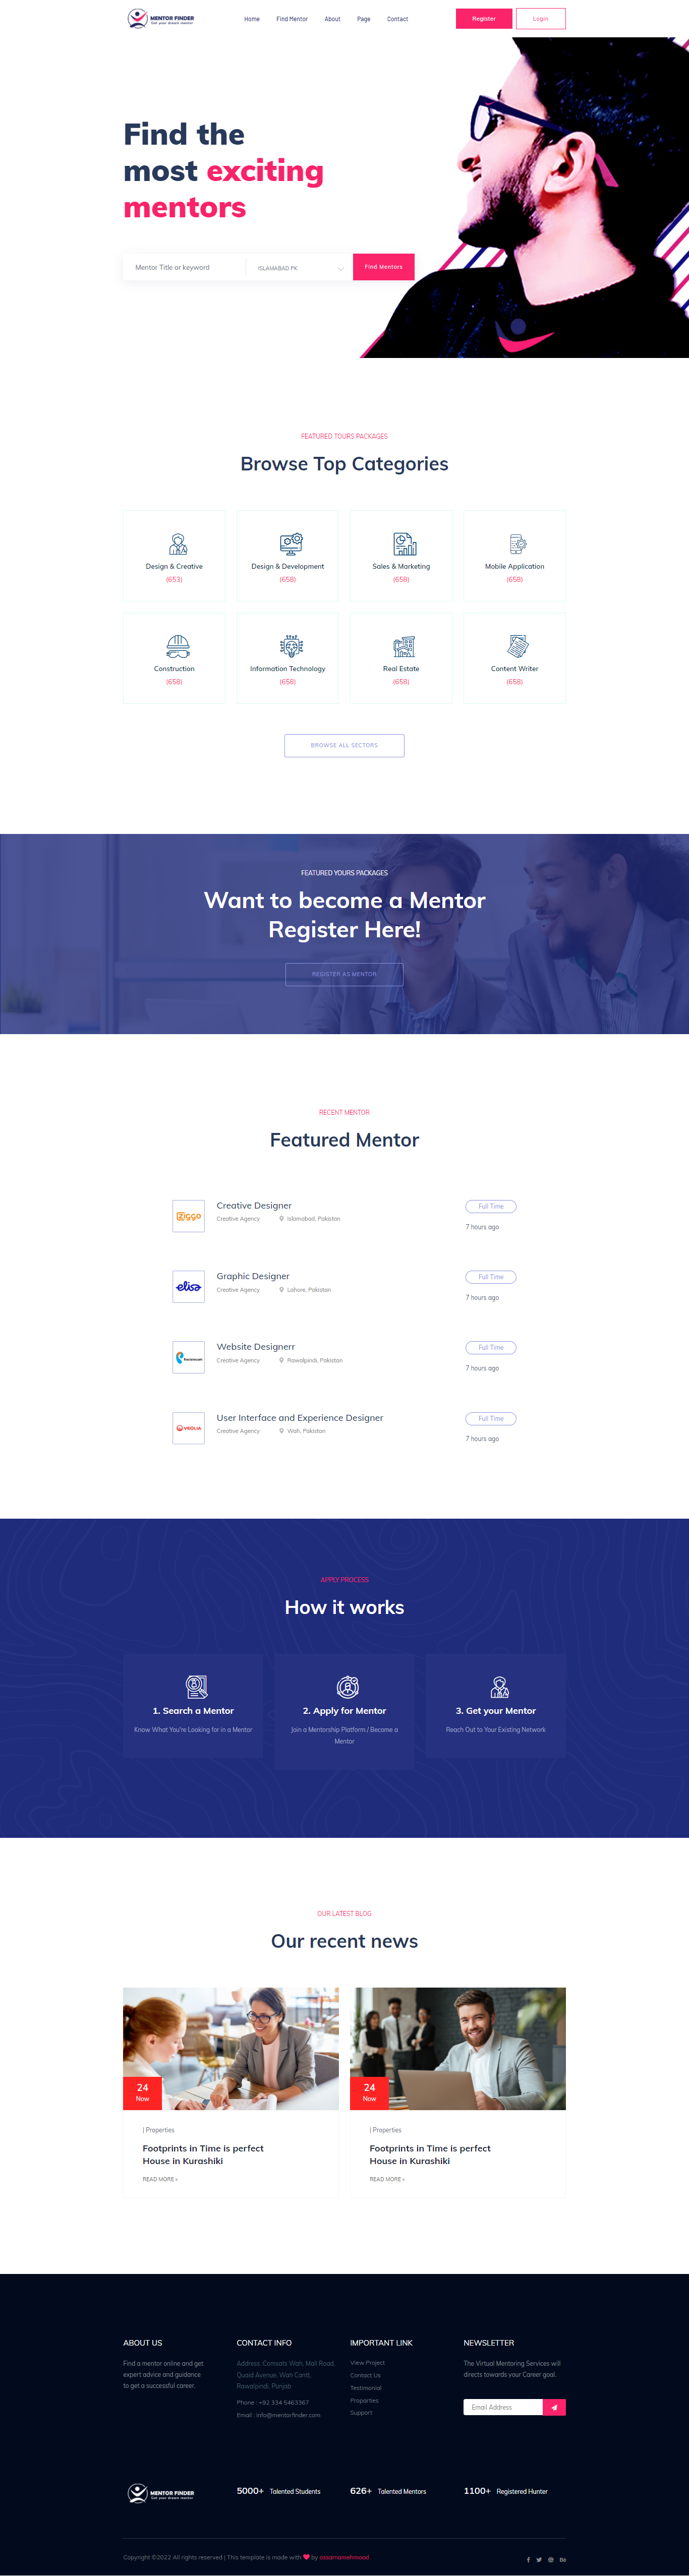 MENTOR FINDER
Get your dream mentor
Home
Find Mentor
About
Page
Contact
Register
Login
Find the
most exciting
mentors
Mentor Title or keyword
ISLAMABAD PK
Find Mentors
FEATURED TOURS PACKAGES
Browse Top Categories
Design & Creative
(653)
Design & Development
(658)
Sales & Marketing
(658)
Mobile Application
(658)
Construction
(658)
Information Technology
(658)
Real Estate
(658)
Content Writer
(658)
BROWSE ALL SECTORS
FEATURED YOURS PACKAGES
Want to become a Mentor
Register Here!
REGISTER AS MENTOR
RECENT MENTOR
Featured Mentor
ziggo
Creative Designer
Creative Agency
Islamabad, Pakistan
Full Time
7 hours ago
elisa
Graphic Designer
Creative Agency
Lahore, Pakistan
Full Time
7 hours ago
Website Designerr
Creative Agency
Rawalpindi, Pakistan
Full Time
7 hours ago
VEOLIA
User Interface and Experience Designer
Creative Agency
Wah, Pakistan
Full Time
7 hours ago
APPLY PROCESS
How it works
1. Search a Mentor
Know What You're Looking for in a Mentor
2. Apply for Mentor
Join a Mentorship Platform / Become a
Mentor
3. Get your Mentor
Reach Out to Your Existing Network
OUR LATEST BLOG
Our recent news
24
Now
| Properties
Footprints in Time is perfect
House in Kurashiki
READ MORE »
24
Now
| Properties
Footprints in Time is perfect
House in Kurashiki
READ MORE »
ABOUT US
Find a mentor online and get
expert advice and guidance
to get a successful career.
CONTACT INFO
Address :Comsats Wah, Mall Road,
Quaid Avenue, Wah Cantt,
Rawalpindi, Punjab
Phone : +92 334 5463367
Email : info@mentorfinder.com
IMPORTANT LINK
View Project
Contact Us
Testimonial
Proparties
Support
NEWSLETTER
The Virtual Mentoring Services will
directs towards your Career goal.
Email Address
MENTOR FINDER
Get your dream mentor
5000+ Talented Students
626+ Talented Mentors
1100+ Registered Hunter
Copyright ©2022 All rights reserved | This template is made with by